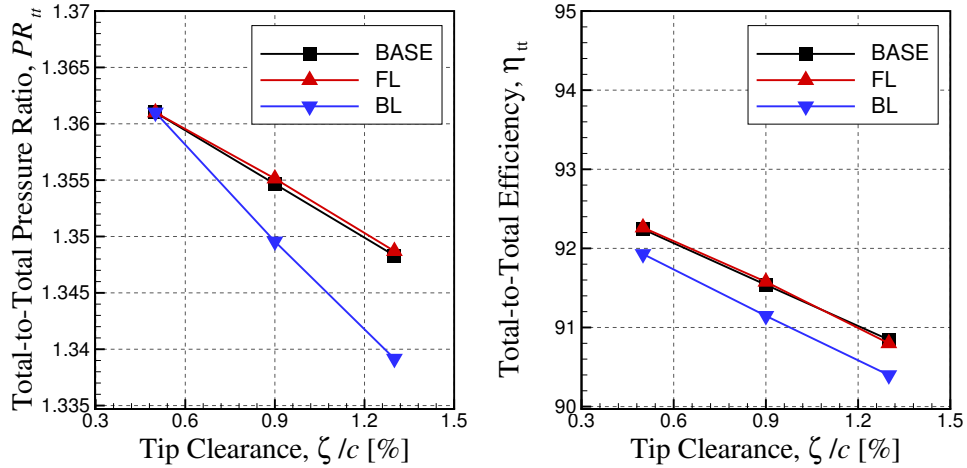 Total-to-Total Pressure Ratio, PR_tt
1.37
1.365
1.36
1.355
1.35
1.345
1.34
1.335
0.3
0.6
0.9
1.2
1.5
Tip Clearance, ζ /c [%]
BASE
FL
BL
Total-to-Total Efficiency, η_tt
95
94
93
92
91
90
0.3
0.6
0.9
1.2
1.5
Tip Clearance, ζ /c [%]
BASE
FL
BL